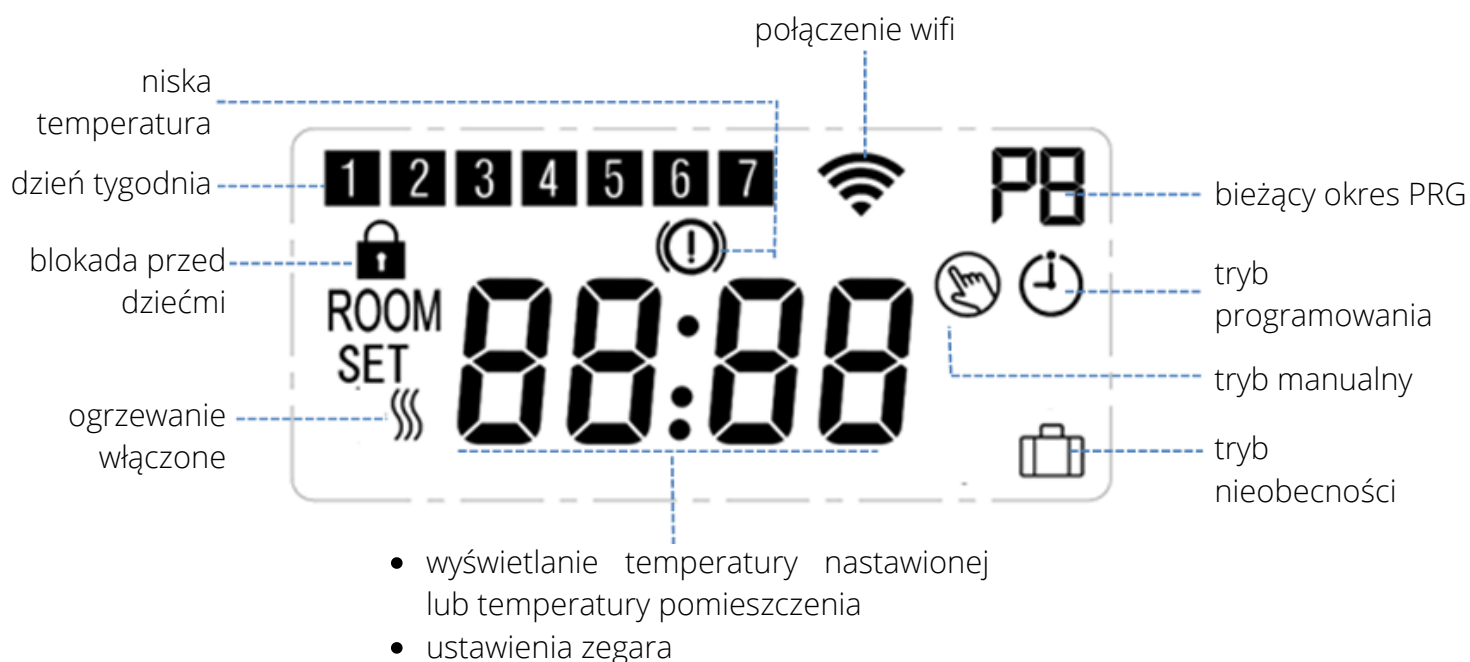 połączenie wifi
niska
temperatura
dzień tygodnia
1 2 3 4 5 6 7
P8
bieżący okres PRG
blokada przed
dziećmi
ROOM
SET
88:88
tryb
programowania
tryb manualny
ogrzewanie
włączone
tryb
nieobecności
• wyświetlanie temperatury nastawionej
lub temperatury pomieszczenia
• ustawienia zegara